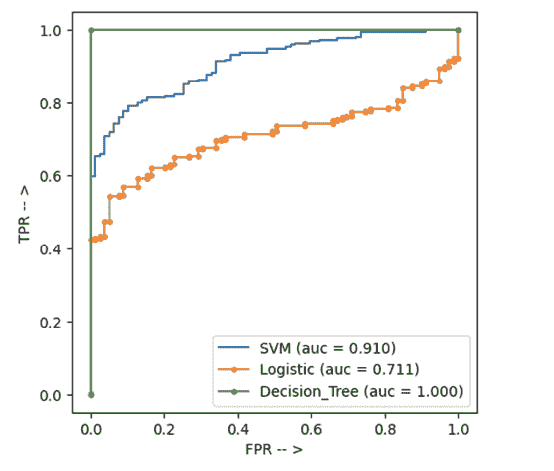 1.0
0.8
0.6
0.4
0.2
0.0
TPR -- >
SVM (auc = 0.910)
Logistic (auc = 0.711)
Decision_Tree (auc = 1.000)
0.0 0.2 0.4 0.6 0.8 1.0
FPR -- >